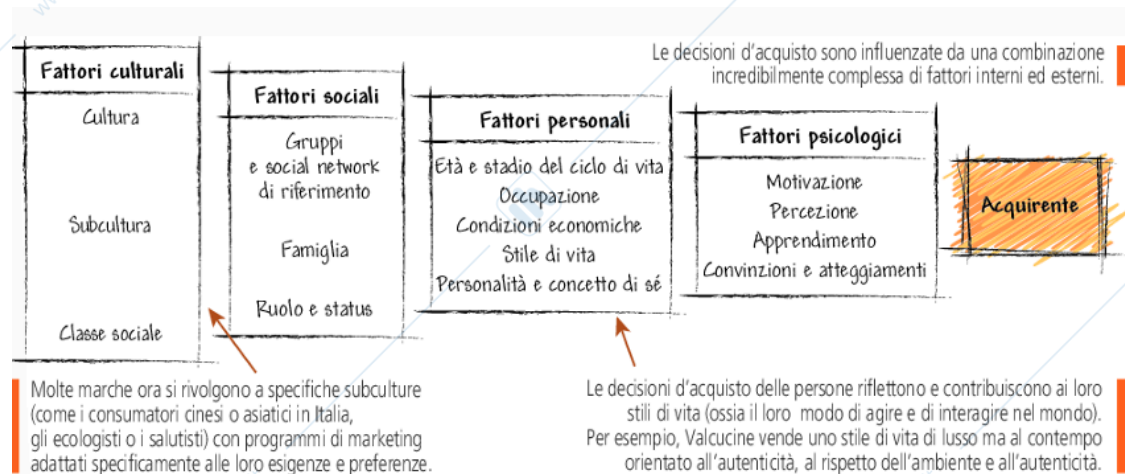 Le decisioni d'acquisto sono influenzate da una combinazione
incredibilmente complessa di fattori interni ed esterni.
Fattori culturali
Cultura
Subcultura
Classe sociale
Fattori sociali
Gruppi
e social network
di riferimento
Famiglia
Ruolo e status
Fattori personali
Età e stadio del ciclo di vita
Occupazione
Condizioni economiche
Stile di vita
Personalità e concetto di sé
Fattori psicologici
Motivazione
Percezione
Apprendimento
Convinzioni e atteggiamenti
Acquirente
Molte marche ora si rivolgono a specifiche subculture
(come i consumatori cinesi o asiatici in Italia,
gli ecologisti o i salutisti) con programmi di marketing
adattati specificamente alle loro esigenze e preferenze.
Le decisioni d'acquisto delle persone riflettono e contribuiscono ai loro
stili di vita (ossia il loro modo di agire e di interagire nel mondo).
Per esempio, Valcucine vende uno stile di vita di lusso ma al contempo
orientato all'autenticità, al rispetto dell'ambiente e all'autenticità.